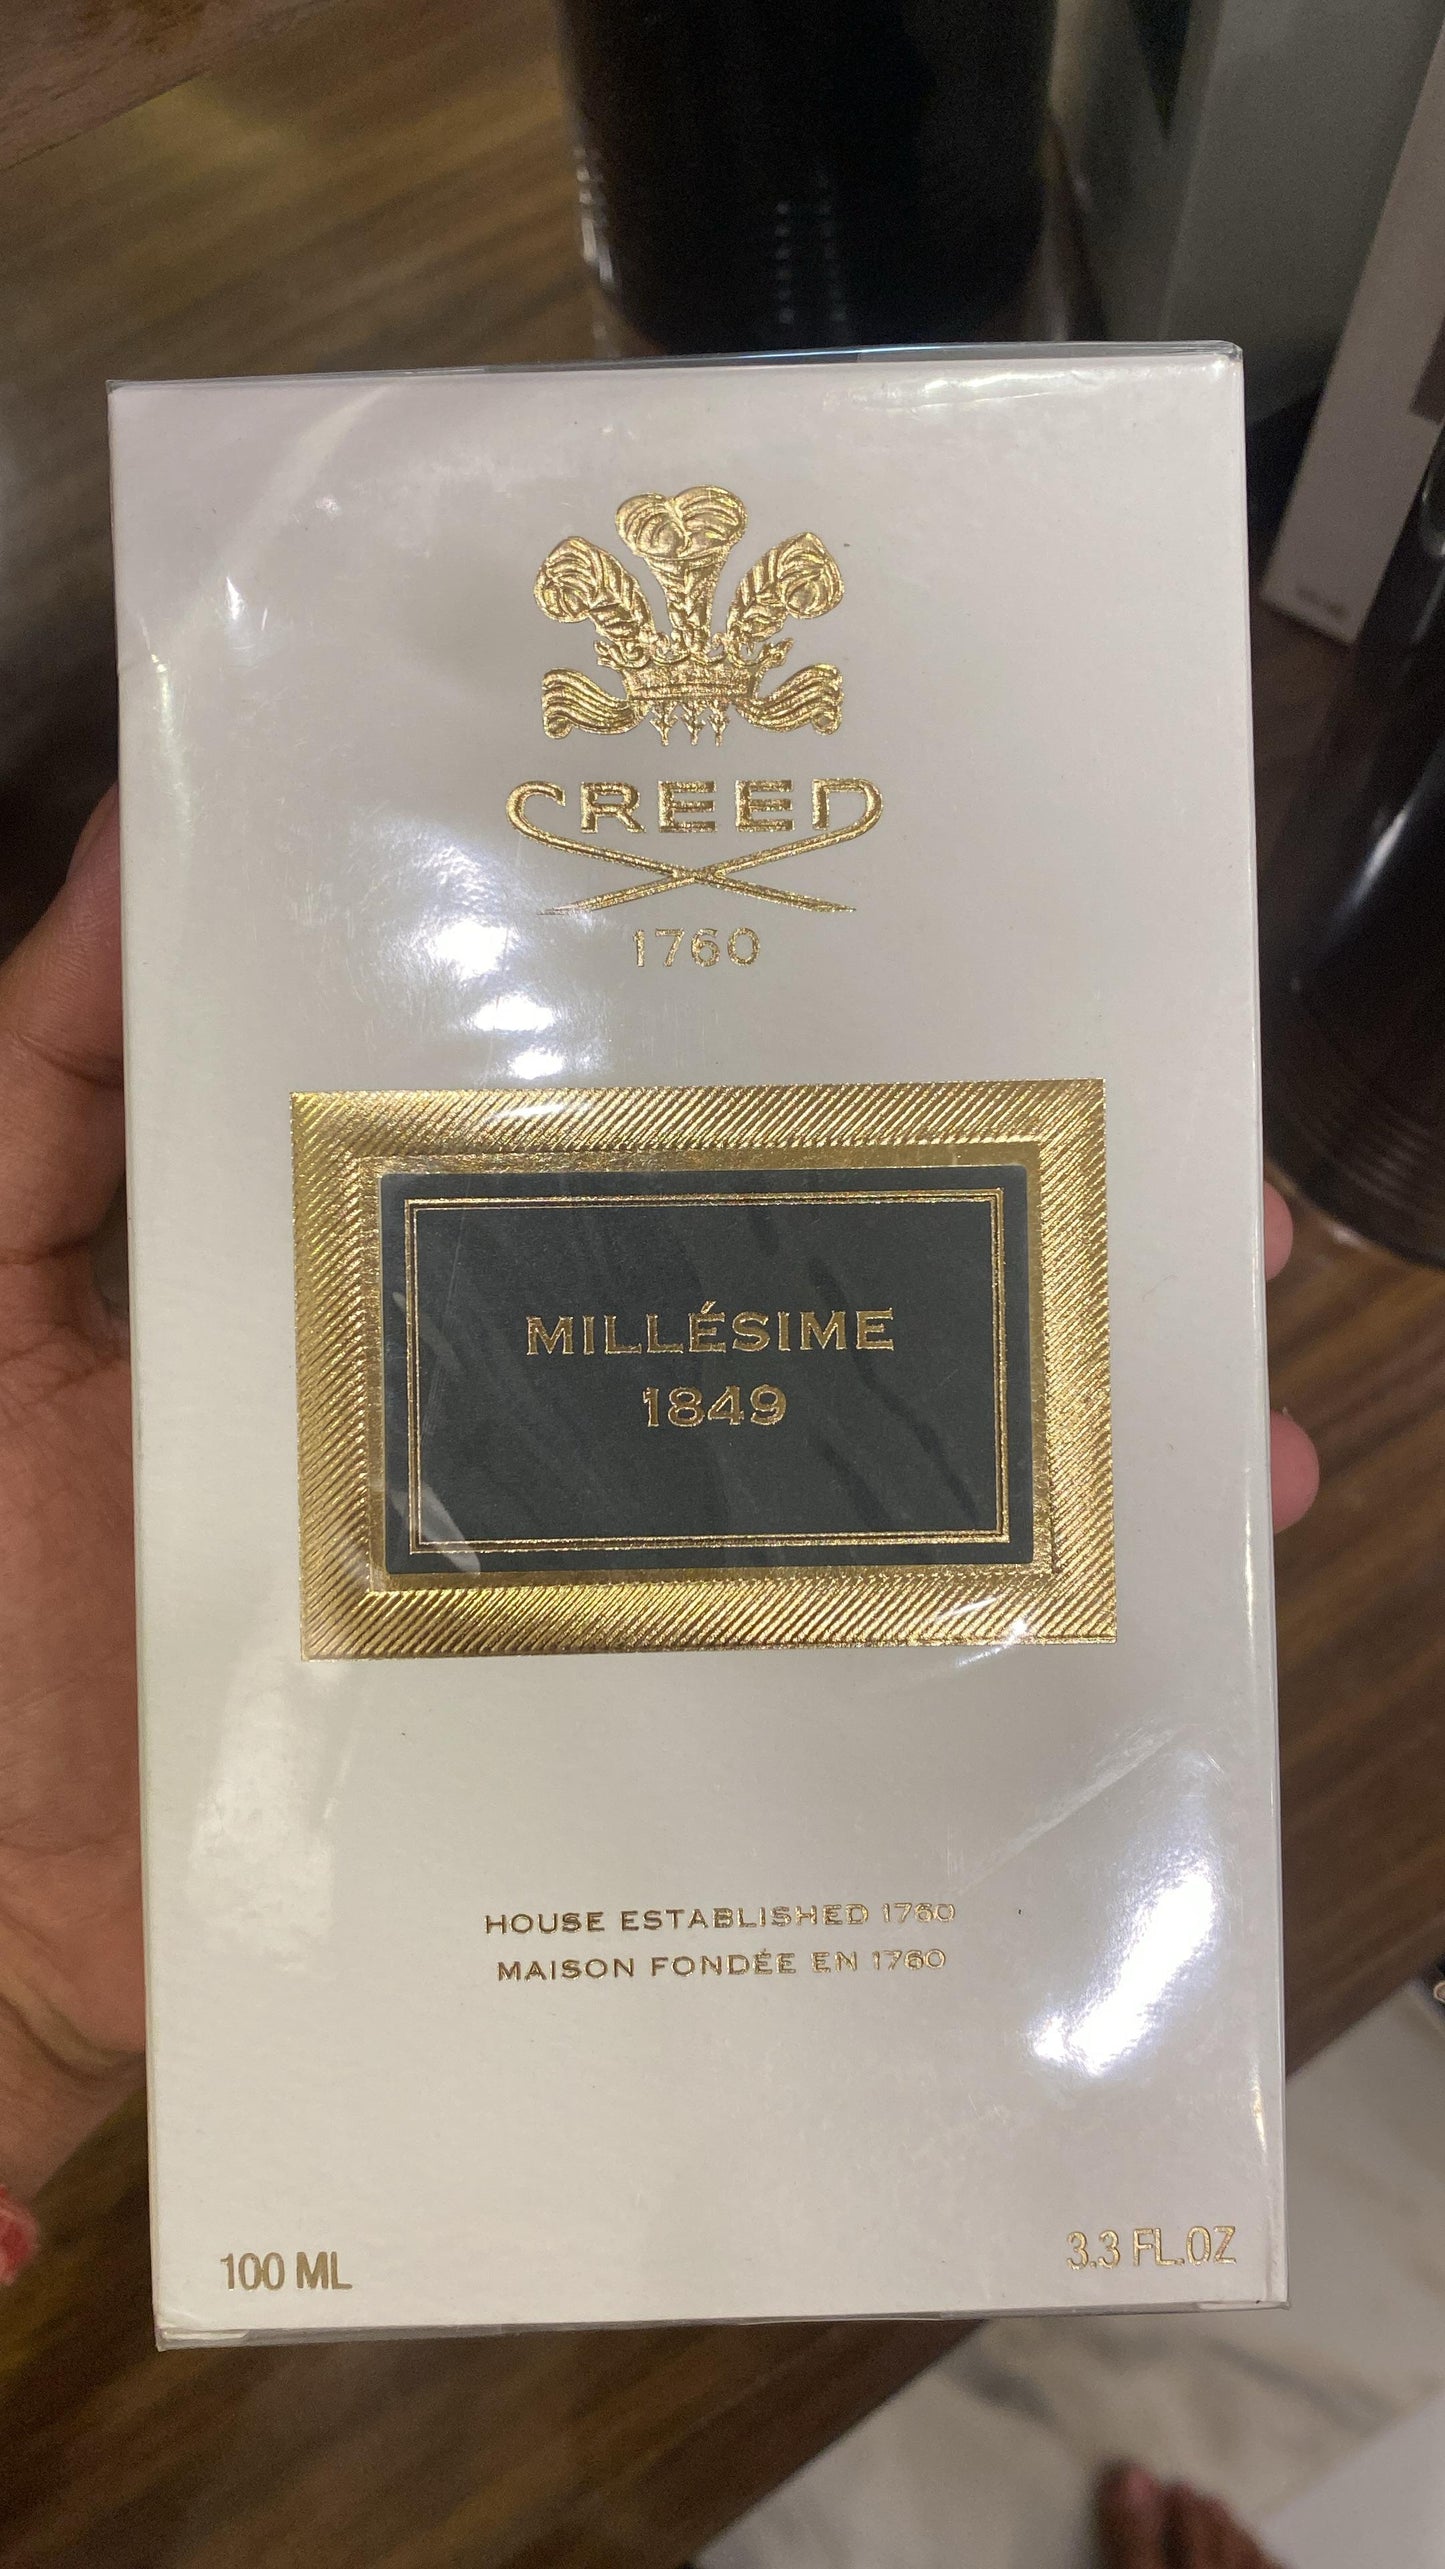 CREED
1760
MILLÉSIME
1849
HOUSE ESTABLISHED 1760
MAISON FONDÉE EN 1760
100 ML
3.3 FL.OZ